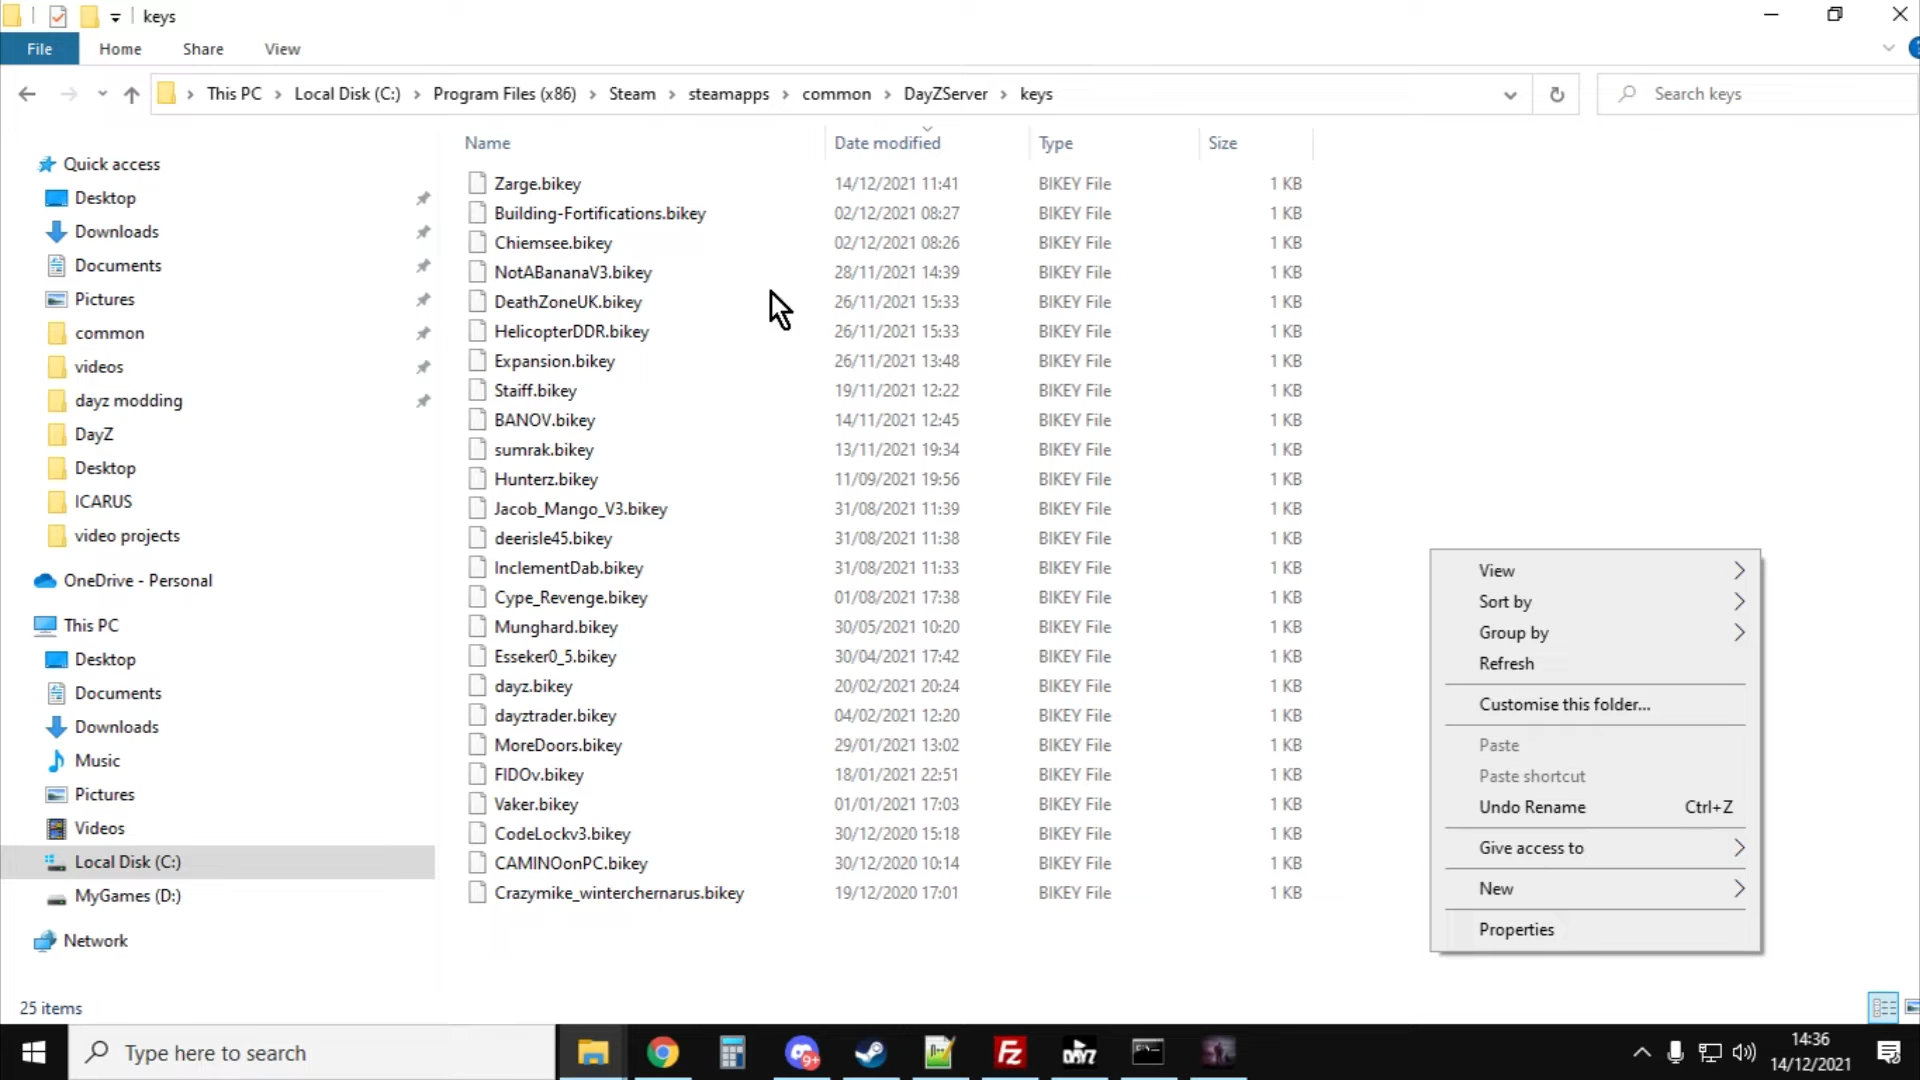 keys
File Home Share View
This PC Local Disk (C:) Program Files (x86) Steam steamapps common DayZServer keys
Search keys
Name Date modified Type Size
Quick access
Desktop
Downloads
Documents
Pictures
common
videos
dayz modding
DayZ
Desktop
ICARUS
video projects
OneDrive - Personal
This PC
Desktop
Documents
Downloads
Music
Pictures
Videos
Local Disk (C:)
MyGames (D:)
Network
Zarge.bikey 14/12/2021 11:41 BIKEY File 1 KB
Building-Fortifications.bikey 02/12/2021 08:27 BIKEY File 1 KB
Chiemsee.bikey 02/12/2021 08:26 BIKEY File 1 KB
NotABananaV3.bikey 28/11/2021 14:39 BIKEY File 1 KB
DeathZoneUK.bikey 26/11/2021 15:33 BIKEY File 1 KB
HelicopterDDR.bikey 26/11/2021 15:33 BIKEY File 1 KB
Expansion.bikey 26/11/2021 13:48 BIKEY File 1 KB
Staiff.bikey 19/11/2021 12:22 BIKEY File 1 KB
BANOV.bikey 14/11/2021 12:45 BIKEY File 1 KB
sumrak.bikey 13/11/2021 19:34 BIKEY File 1 KB
Hunterz.bikey 11/09/2021 19:56 BIKEY File 1 KB
Jacob_Mango_V3.bikey 31/08/2021 11:39 BIKEY File 1 KB
deerisle45.bikey 31/08/2021 11:38 BIKEY File 1 KB
InclementDab.bikey 31/08/2021 11:33 BIKEY File 1 KB
Cype_Revenge.bikey 01/08/2021 17:38 BIKEY File 1 KB
Munghard.bikey 30/05/2021 10:20 BIKEY File 1 KB
Esseker0_5.bikey 30/04/2021 17:42 BIKEY File 1 KB
dayz.bikey 20/02/2021 20:24 BIKEY File 1 KB
dayztrader.bikey 04/02/2021 12:20 BIKEY File 1 KB
MoreDoors.bikey 29/01/2021 13:02 BIKEY File 1 KB
FIDOv.bikey 18/01/2021 22:51 BIKEY File 1 KB
Vaker.bikey 01/01/2021 17:03 BIKEY File 1 KB
CodeLockv3.bikey 30/12/2020 15:18 BIKEY File 1 KB
CAMINOonPC.bikey 30/12/2020 10:14 BIKEY File 1 KB
Crazymike_winterchernarus.bikey 19/12/2020 17:01 BIKEY File 1 KB
View
Sort by
Group by
Refresh
Customise this folder...
Paste
Paste shortcut
Undo Rename Ctrl+Z
Give access to
New
Properties
25 items
Type here to search
9+
FZ
DAYZ
14:36
14/12/2021